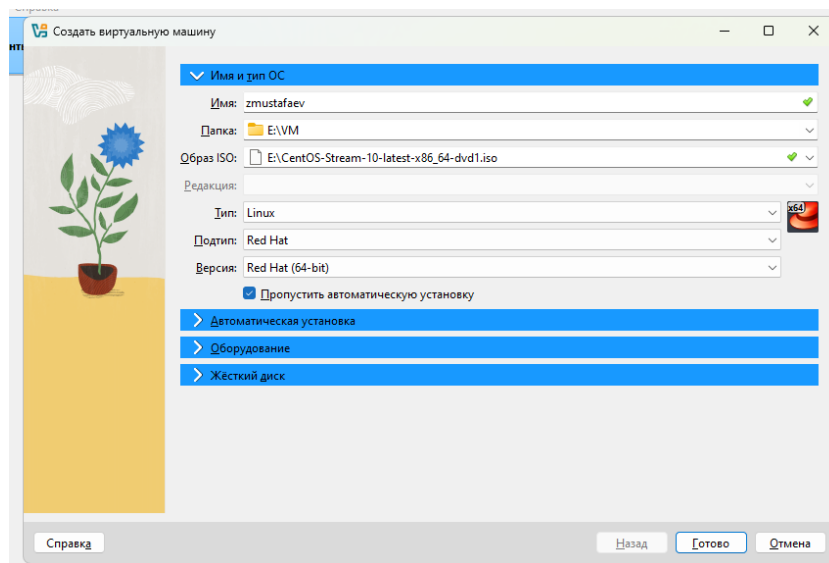 Справка
Создать виртуальную машину
Имя и тип ОС
Имя: zmustafaev
Папка: E:\VM
Образ ISO: E:\CentOS-Stream-10-latest-x86_64-dvd1.iso
Редакция:
Тип: Linux
x64
Подтип: Red Hat
Версия: Red Hat (64-bit)
Пропустить автоматическую установку
Автоматическая установка
Оборудование
Жёсткий диск
Справка Назад Готово Отмена